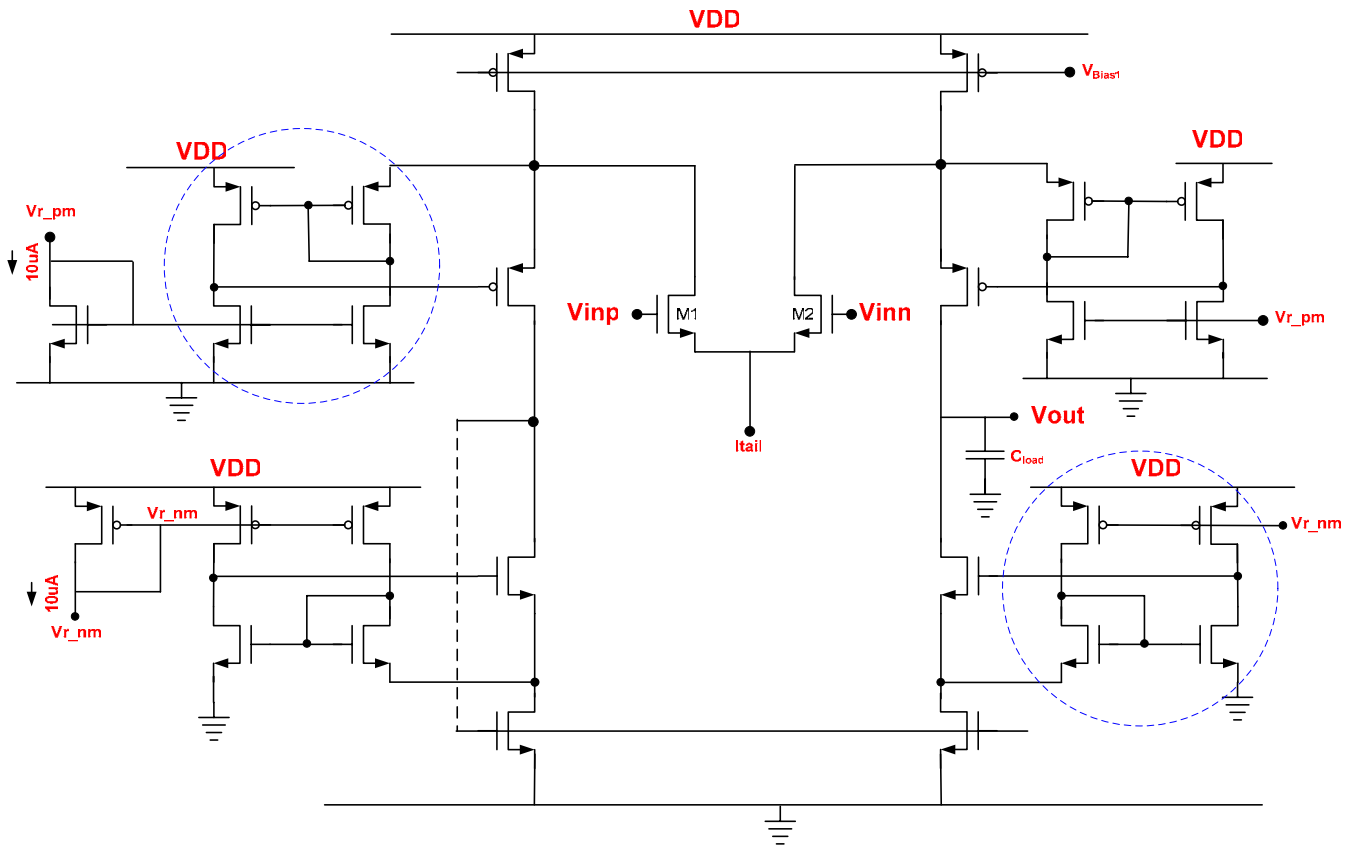 VDD
VBias1
VDD
VDD
Vr_pm
10uA
Vinp
M1
M2
Vinn
Vr_pm
Vout
Itail
Cload
VDD
VDD
Vr_nm
Vr_nm
10uA
Vr_nm